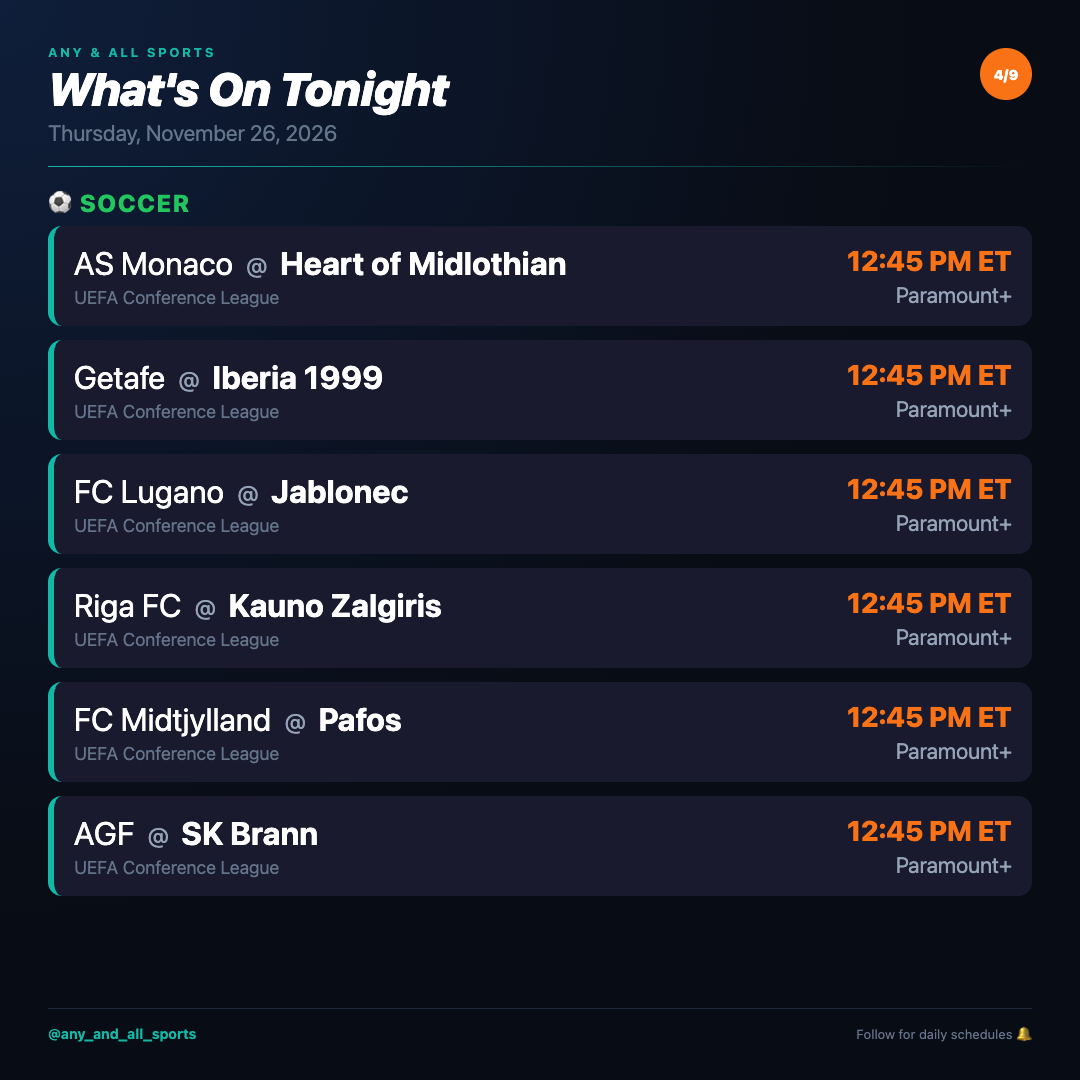 ANY & ALL SPORTS
What's On Tonight
Thursday, November 26, 2026
4/9
⚽ SOCCER
AS Monaco @ Heart of Midlothian
12:45 PM ET
UEFA Conference League
Paramount+
Getafe @ Iberia 1999
12:45 PM ET
UEFA Conference League
Paramount+
FC Lugano @ Jablonec
12:45 PM ET
UEFA Conference League
Paramount+
Riga FC @ Kauno Zalgiris
12:45 PM ET
UEFA Conference League
Paramount+
FC Midtjylland @ Pafos
12:45 PM ET
UEFA Conference League
Paramount+
AGF @ SK Brann
12:45 PM ET
UEFA Conference League
Paramount+
@any_and_all_sports
Follow for daily schedules 🔔